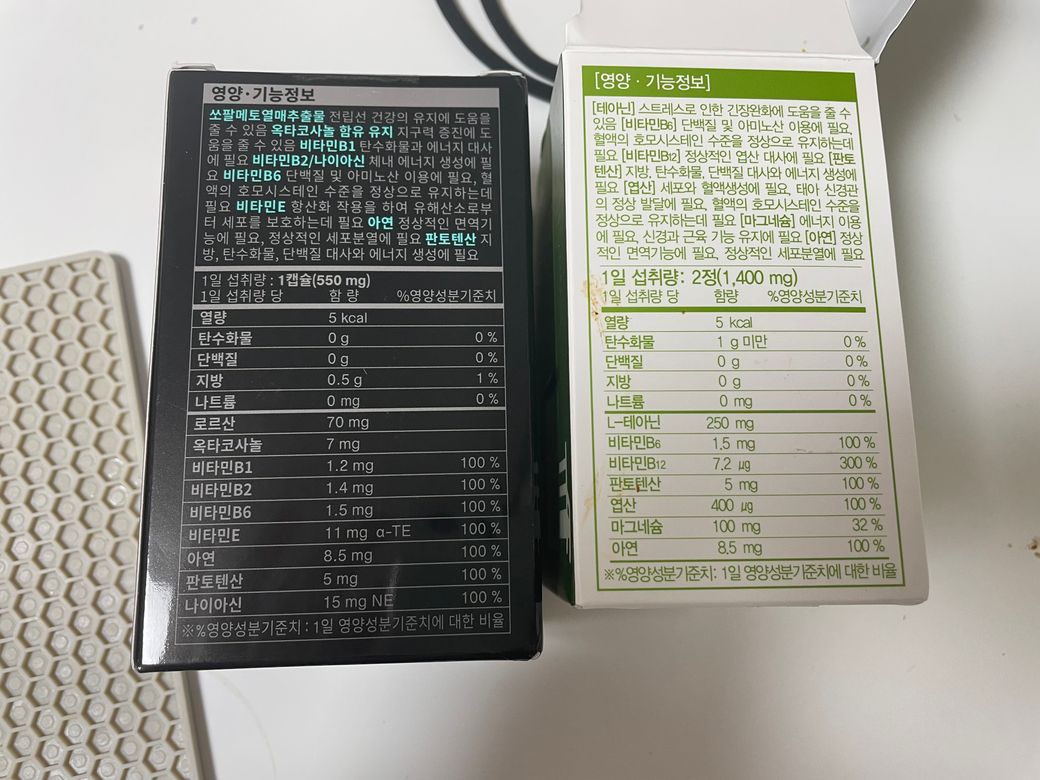 영양·기능정보
쏘팔메토열매추출물 전립선 건강의 유지에 도움을
줄 수 있음 옥타코사놀 함유 유지 지구력 증진에 도
움을 줄 수 있음 비타민B1 탄수화물과 에너지 대사
에 필요 비타민B2/나이아신 체내 에너지 생성에 필
요 비타민B6 단백질 및 아미노산 이용에 필요, 혈
액의 호모시스테인 수준을 정상으로 유지하는데
필요 비타민E 항산화 작용을 하여 유해산소로부
터 세포를 보호하는데 필요 아연 정상적인 면역기
능에 필요, 정상적인 세포분열에 필요 판토텐산 지
방, 탄수화물, 단백질 대사와 에너지 생성에 필요
1일 섭취량 : 1캡슐(550 mg)
1일 섭취량 당 함 량 %영양성분기준치
열량 5 kcal
탄수화물 0 g 0 %
단백질 0 g 0 %
지방 0.5 g 1 %
나트륨 0 mg 0 %
로르산 70 mg
옥타코사놀 7 mg
비타민B1 1.2 mg 100 %
비타민B2 1.4 mg 100 %
비타민B6 1.5 mg 100 %
비타민E 11 mg α-TE 100 %
아연 8.5 mg 100 %
판토텐산 5 mg 100 %
나이아신 15 mg NE 100 %
※%영양성분기준치 : 1일 영양성분기준치에 대한 비율
[영양·기능정보]
[테아닌] 스트레스로 인한 긴장완화에 도움을 줄 수
있음 [비타민B6] 단백질 및 아미노산 이용에 필요,
혈액의 호모시스테인 수준을 정상으로 유지하는데
필요 [비타민B12] 정상적인 엽산 대사에 필요 [판토
텐산] 지방, 탄수화물, 단백질 대사와 에너지 생성에
필요 [엽산] 세포와 혈액생성에 필요, 태아 신경관
의 정상 발달에 필요, 혈액의 호모시스테인 수준을
정상으로 유지하는데 필요 [마그네슘] 에너지 이용
에 필요, 신경과 근육 기능 유지에 필요 [아연] 정상
적인 면역기능에 필요, 정상적인 세포분열에 필요
1일 섭취량: 2정(1,400 mg)
1일 섭취량 당 함량 %영양성분기준치
열량 5 kcal
탄수화물 1 g 미만 0 %
단백질 0 g 0 %
지방 0 g 0 %
나트륨 0 mg 0 %
L-테아닌 250 mg
비타민B6 1.5 mg 100 %
비타민B12 7.2 μg 300 %
판토텐산 5 mg 100 %
엽산 400 μg 100 %
마그네슘 100 mg 32 %
아연 8.5 mg 100 %
※%영양성분기준치: 1일 영양성분기준치에 대한 비율